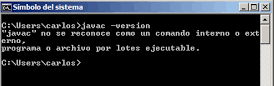 Símbolo del sistema
C:\Users\carlos>javac -version
"javac" no se reconoce como un comando interno o ext
erno,
programa o archivo por lotes ejecutable.
C:\Users\carlos>